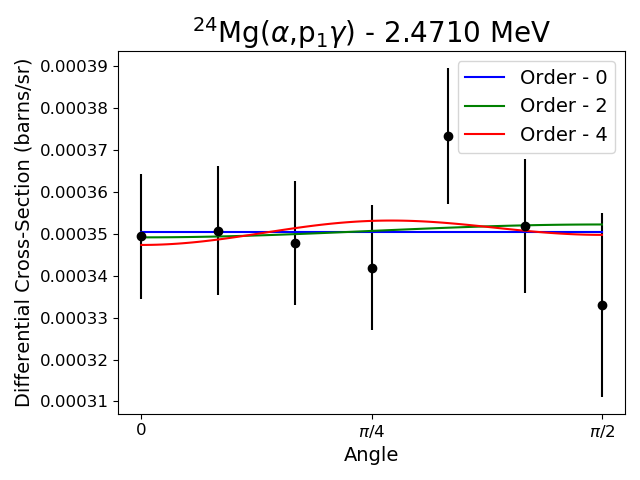 ²⁴Mg(α,p₁γ) - 2.4710 MeV
Differential Cross-Section (barns/sr)
0.00039
0.00038
0.00037
0.00036
0.00035
0.00034
0.00033
0.00032
0.00031
Order - 0
Order - 2
Order - 4
0
π/4
π/2
Angle